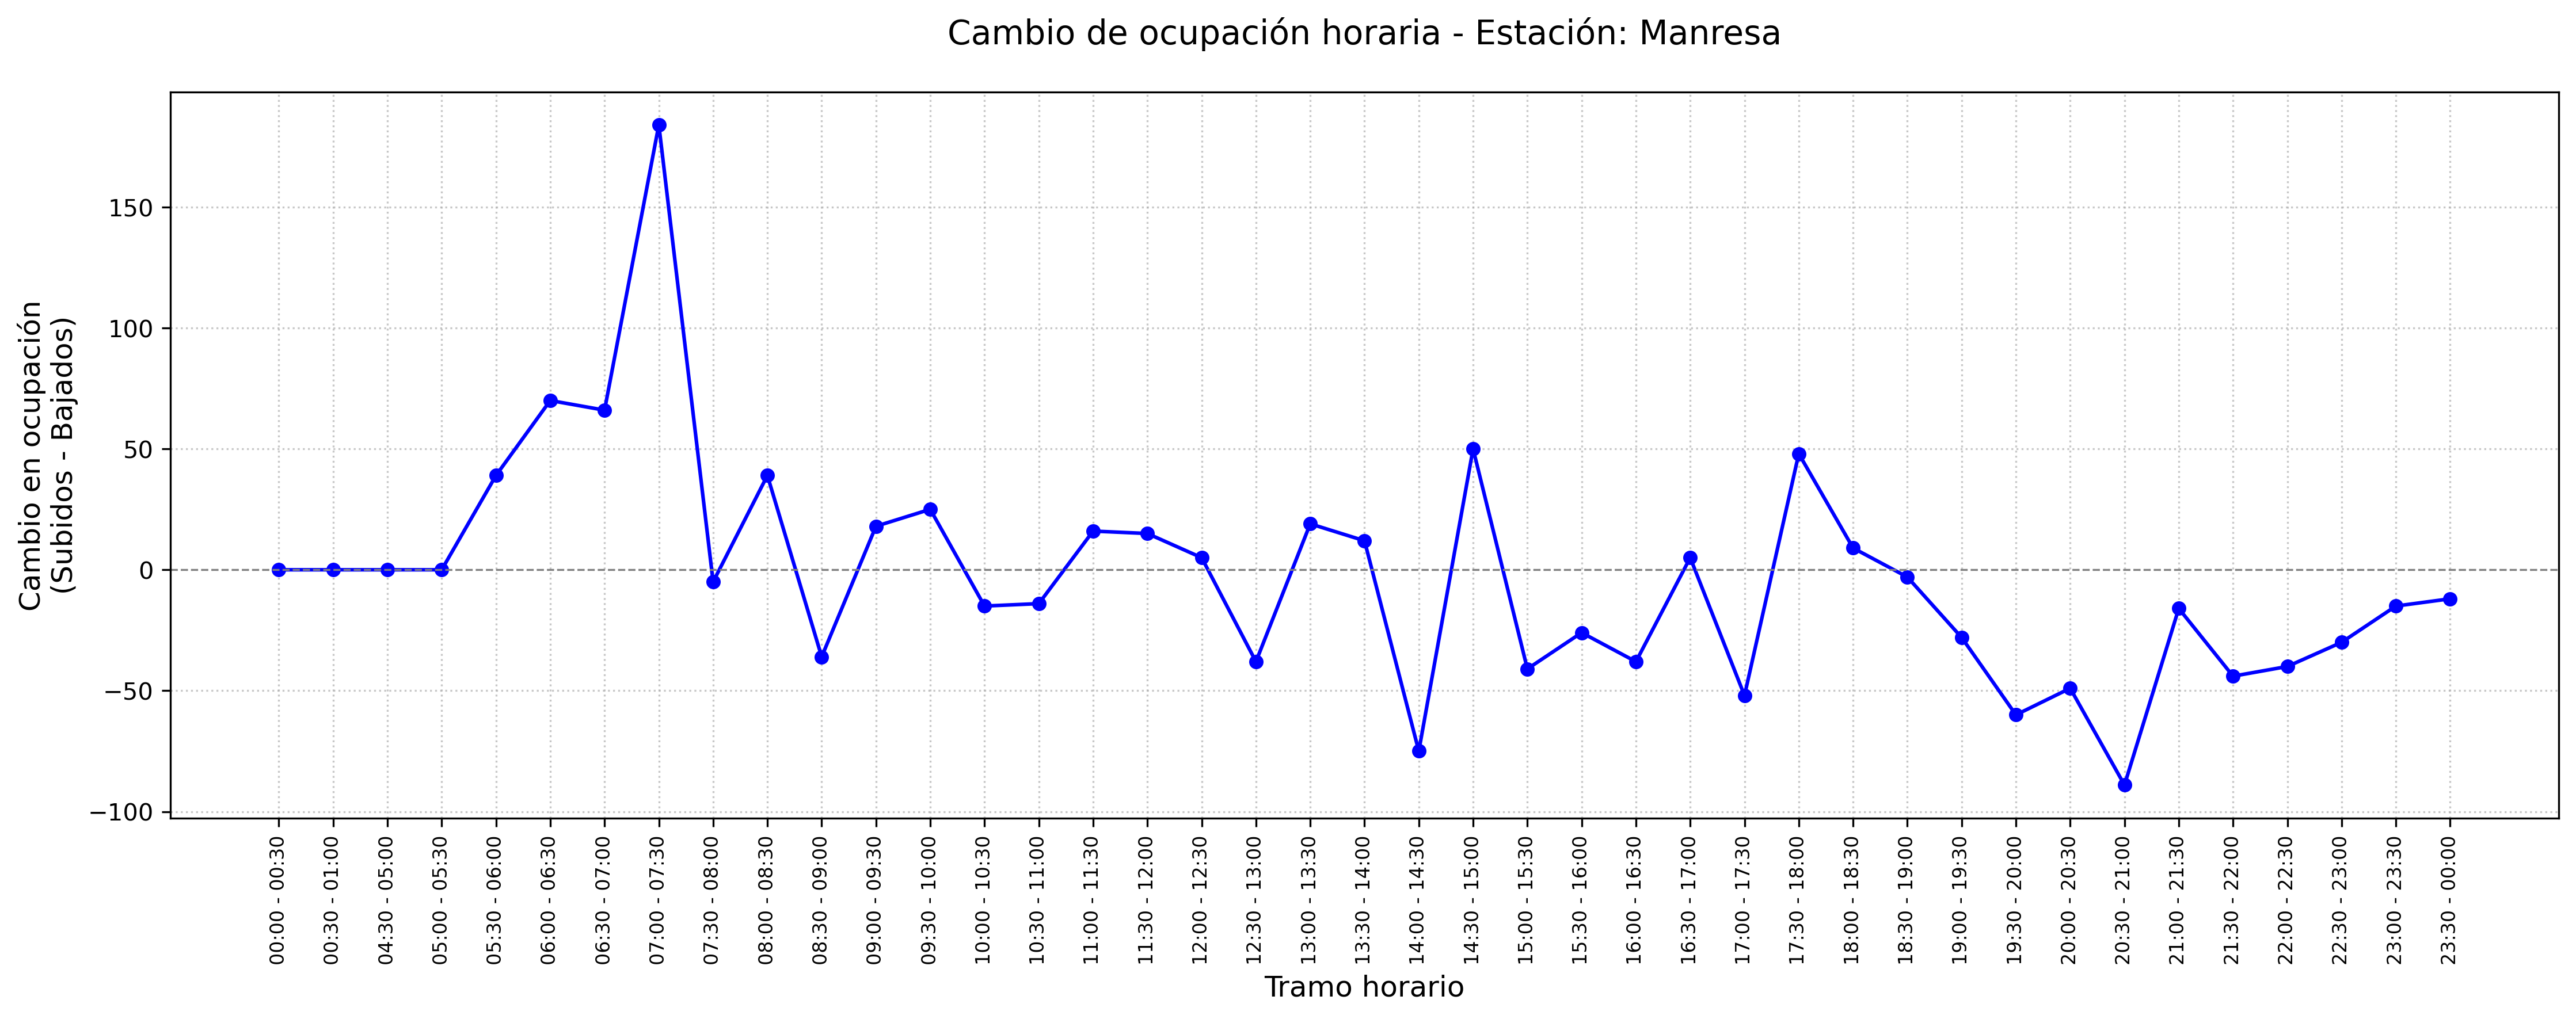 Cambio de ocupación horaria - Estación: Manresa
Cambio en ocupación
(Subidos - Bajados)
150
100
50
0
−50
−100
00:00 - 00:30
00:30 - 01:00
04:30 - 05:00
05:00 - 05:30
05:30 - 06:00
06:00 - 06:30
06:30 - 07:00
07:00 - 07:30
07:30 - 08:00
08:00 - 08:30
08:30 - 09:00
09:00 - 09:30
09:30 - 10:00
10:00 - 10:30
10:30 - 11:00
11:00 - 11:30
11:30 - 12:00
12:00 - 12:30
12:30 - 13:00
13:00 - 13:30
13:30 - 14:00
14:00 - 14:30
14:30 - 15:00
15:00 - 15:30
15:30 - 16:00
16:00 - 16:30
16:30 - 17:00
17:00 - 17:30
17:30 - 18:00
18:00 - 18:30
18:30 - 19:00
19:00 - 19:30
19:30 - 20:00
20:00 - 20:30
20:30 - 21:00
21:00 - 21:30
21:30 - 22:00
22:00 - 22:30
22:30 - 23:00
23:00 - 23:30
23:30 - 00:00
Tramo horario